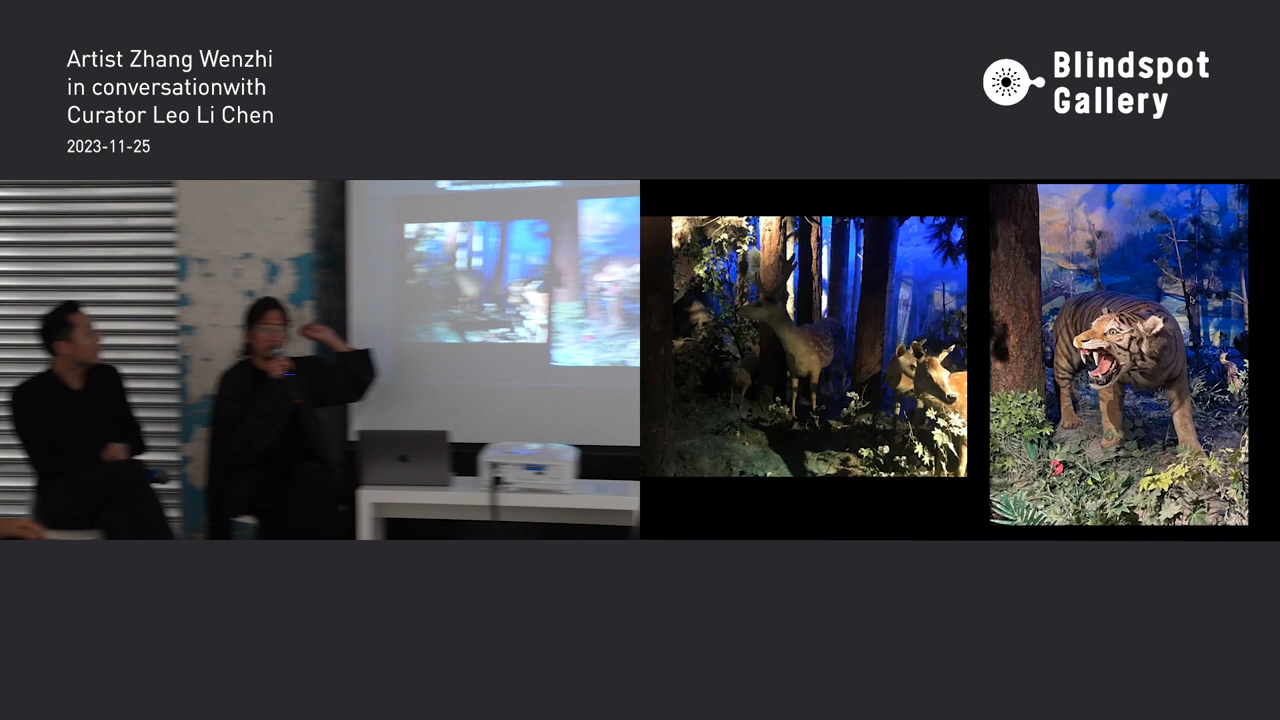 Artist Zhang Wenzhi
in conversationwith
Curator Leo Li Chen
2023-11-25
Blindspot
Gallery